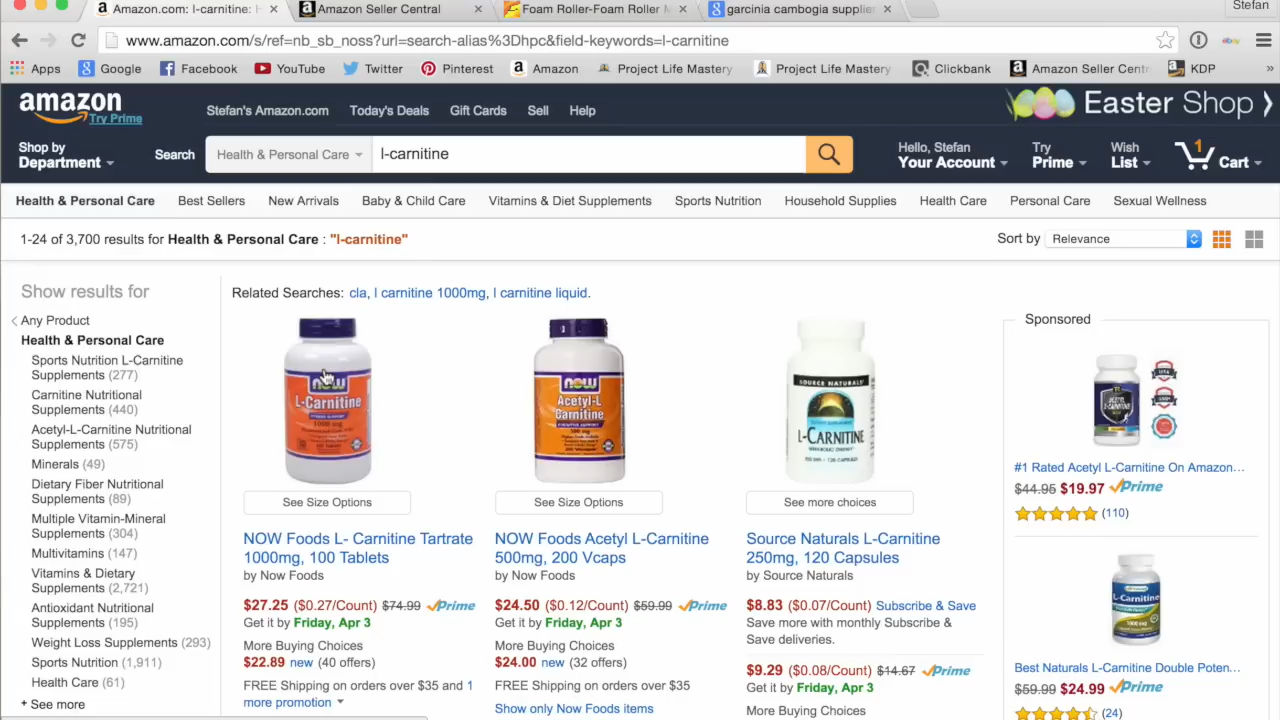 Amazon.com: l-carnitine: H
Amazon Seller Central
Foam Roller-Foam Roller M
garcinia cambogia supplier
Stefan
www.amazon.com/s/ref=nb_sb_noss?url=search-alias%3Dhpc&field-keywords=l-carnitine
Apps
Google
Facebook
YouTube
Twitter
Pinterest
Amazon
Project Life Mastery
Project Life Mastery
Clickbank
Amazon Seller Centr
KDP
»
amazon
Try Prime
Stefan's Amazon.com
Today's Deals
Gift Cards
Sell
Help
Easter Shop
Shop by
Department
Search
Health & Personal Care
l-carnitine
Hello, Stefan
Your Account
Try
Prime
Wish
List
1
Cart
Health & Personal Care
Best Sellers
New Arrivals
Baby & Child Care
Vitamins & Diet Supplements
Sports Nutrition
Household Supplies
Health Care
Personal Care
Sexual Wellness
1-24 of 3,700 results for Health & Personal Care : "l-carnitine"
Sort by
Relevance
Show results for
Any Product
Health & Personal Care
Sports Nutrition L-Carnitine
Supplements (277)
Carnitine Nutritional
Supplements (440)
Acetyl-L-Carnitine Nutritional
Supplements (575)
Minerals (49)
Dietary Fiber Nutritional
Supplements (89)
Multiple Vitamin-Mineral
Supplements (304)
Multivitamins (147)
Vitamins & Dietary
Supplements (2,721)
Antioxidant Nutritional
Supplements (195)
Weight Loss Supplements (293)
Sports Nutrition (1,911)
Health Care (61)
+ See more
Related Searches: cla, l carnitine 1000mg, l carnitine liquid.
NOW
L-Carnitine
1000 mg
See Size Options
NOW Foods L- Carnitine Tartrate
1000mg, 100 Tablets
by Now Foods
$27.25 ($0.27/Count) $74.99 Prime
Get it by Friday, Apr 3
More Buying Choices
$22.89 new (40 offers)
FREE Shipping on orders over $35 and 1
more promotion
NOW
Acetyl-L
Carnitine
See Size Options
NOW Foods Acetyl L-Carnitine
500mg, 200 Vcaps
by Now Foods
$24.50 ($0.12/Count) $59.99 Prime
Get it by Friday, Apr 3
More Buying Choices
$24.00 new (32 offers)
FREE Shipping on orders over $35
Show only Now Foods items
SOURCE NATURALS
L-CARNITINE
See more choices
Source Naturals L-Carnitine
250mg, 120 Capsules
by Source Naturals
$8.83 ($0.07/Count) Subscribe & Save
Save more with monthly Subscribe &
Save deliveries.
$9.29 ($0.08/Count) $14.67 Prime
Get it by Friday, Apr 3
More Buying Choices
Sponsored
#1 Rated Acetyl L-Carnitine On Amazon...
$44.95 $19.97 Prime
(110)
L-Carnitine
Best Naturals L-Carnitine Double Poten...
$59.99 $24.99 Prime
(24)